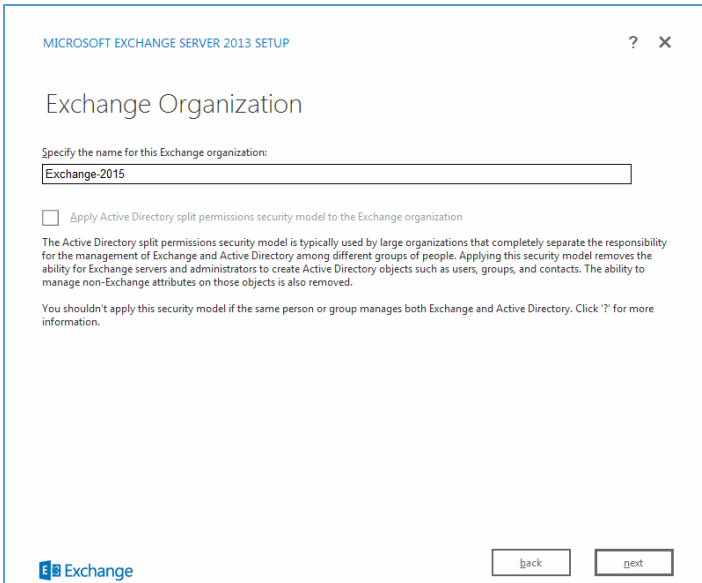 MICROSOFT EXCHANGE SERVER 2013 SETUP
? ✕
Exchange Organization
Specify the name for this Exchange organization:
Exchange-2015
Apply Active Directory split permissions security model to the Exchange organization
The Active Directory split permissions security model is typically used by large organizations that completely separate the responsibility
for the management of Exchange and Active Directory among different groups of people. Applying this security model removes the
ability for Exchange servers and administrators to create Active Directory objects such as users, groups, and contacts. The ability to
manage non-Exchange attributes on those objects is also removed.
You shouldn't apply this security model if the same person or group manages both Exchange and Active Directory. Click '?' for more
information.
E Exchange
back
next